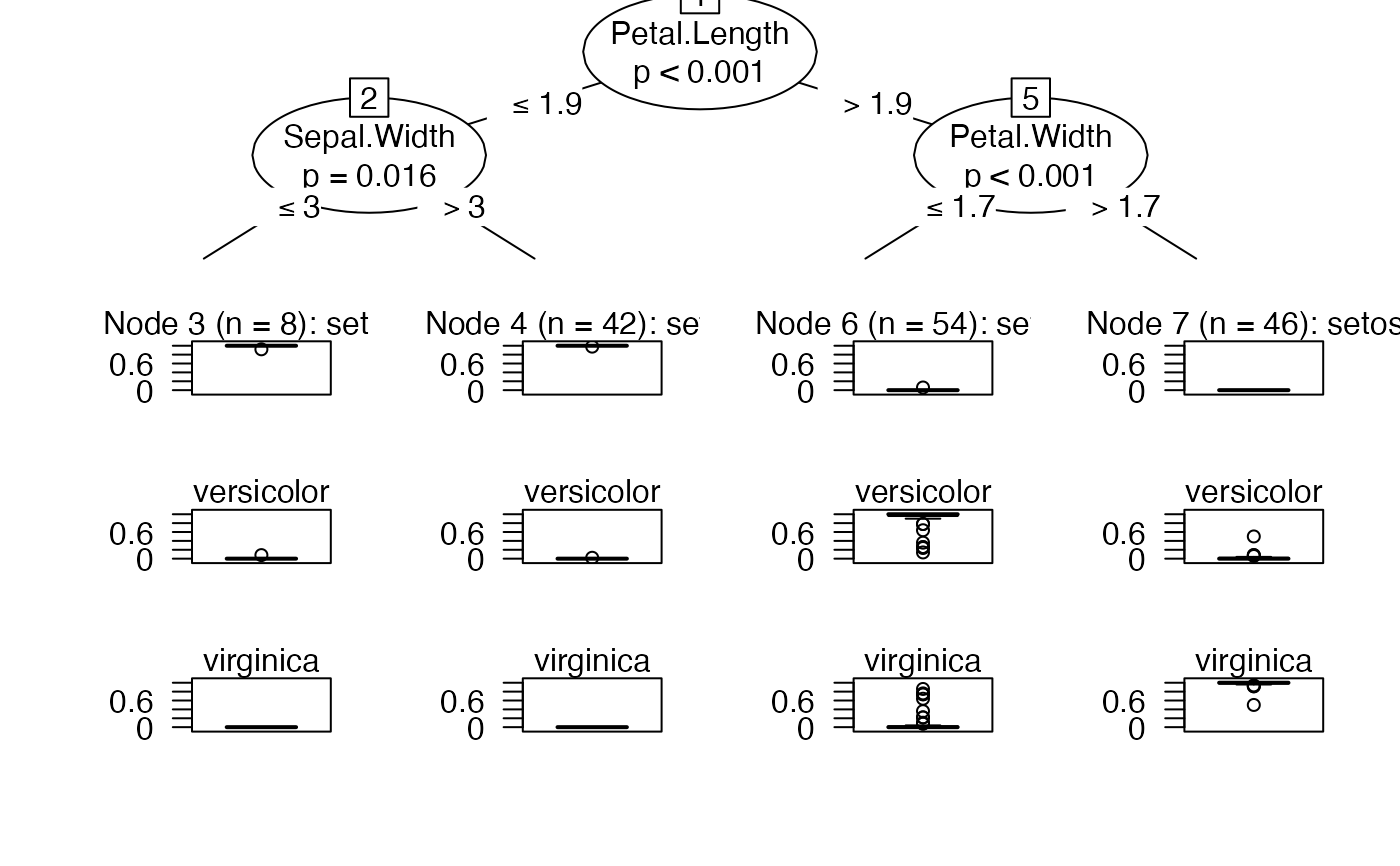 1
Petal.Length
p < 0.001
≤ 1.9
> 1.9
2
Sepal.Width
p = 0.016
5
Petal.Width
p < 0.001
≤ 3
> 3
≤ 1.7
> 1.7
Node 3 (n = 8): set
0.6
0
Node 4 (n = 42): se
0.6
0
Node 6 (n = 54): se
0.6
0
Node 7 (n = 46): setos
0.6
0
versicolor
0.6
0
versicolor
0.6
0
versicolor
0.6
0
versicolor
0.6
0
virginica
0.6
0
virginica
0.6
0
virginica
0.6
0
virginica
0.6
0